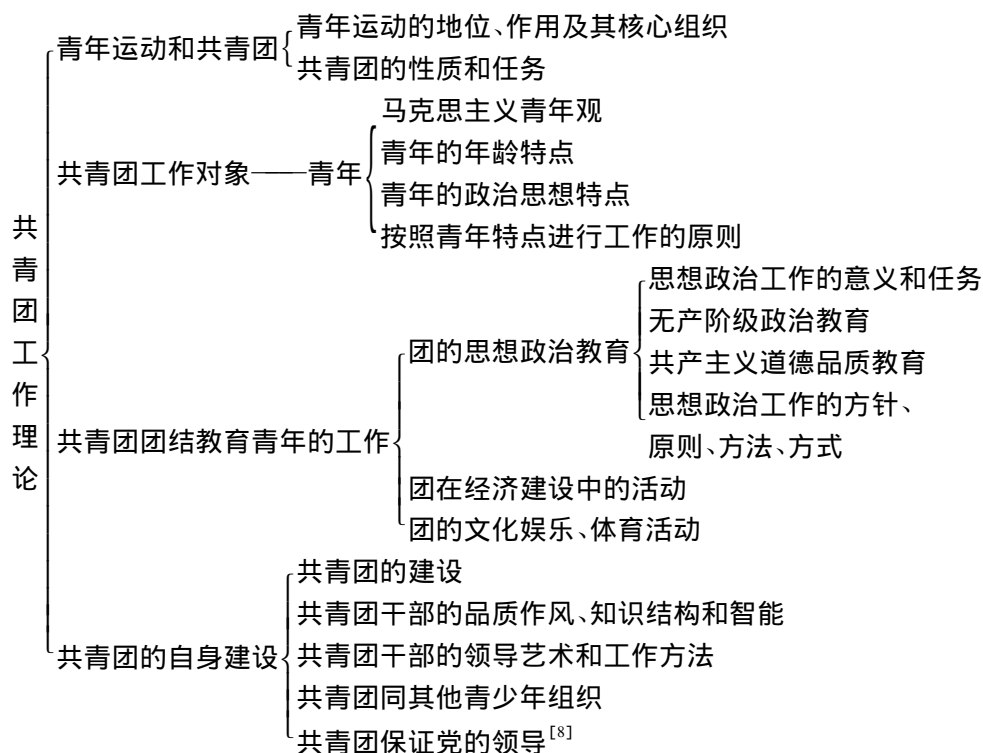 共青团工作理论
青年运动和共青团
青年运动的地位、作用及其核心组织
共青团的性质和任务
共青团工作对象——青年
马克思主义青年观
青年的年龄特点
青年的政治思想特点
按照青年特点进行工作的原则
共青团团结教育青年的工作
团的思想政治教育
思想政治工作的意义和任务
无产阶级政治教育
共产主义道德品质教育
思想政治工作的方针、
原则、方法、方式
团在经济建设中的活动
团的文化娱乐、体育活动
共青团的自身建设
共青团的建设
共青团干部的品质作风、知识结构和智能
共青团干部的领导艺术和工作方法
共青团同其他青少年组织
共青团保证党的领导[8]